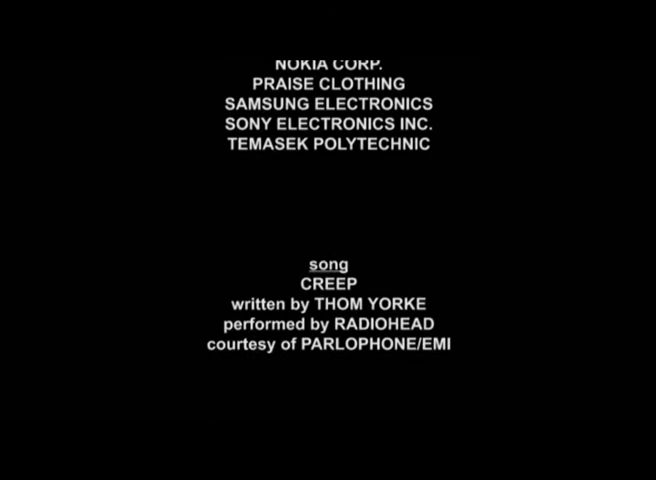 NOKIA CORP.
PRAISE CLOTHING
SAMSUNG ELECTRONICS
SONY ELECTRONICS INC.
TEMASEK POLYTECHNIC
song
CREEP
written by THOM YORKE
performed by RADIOHEAD
courtesy of PARLOPHONE/EMI